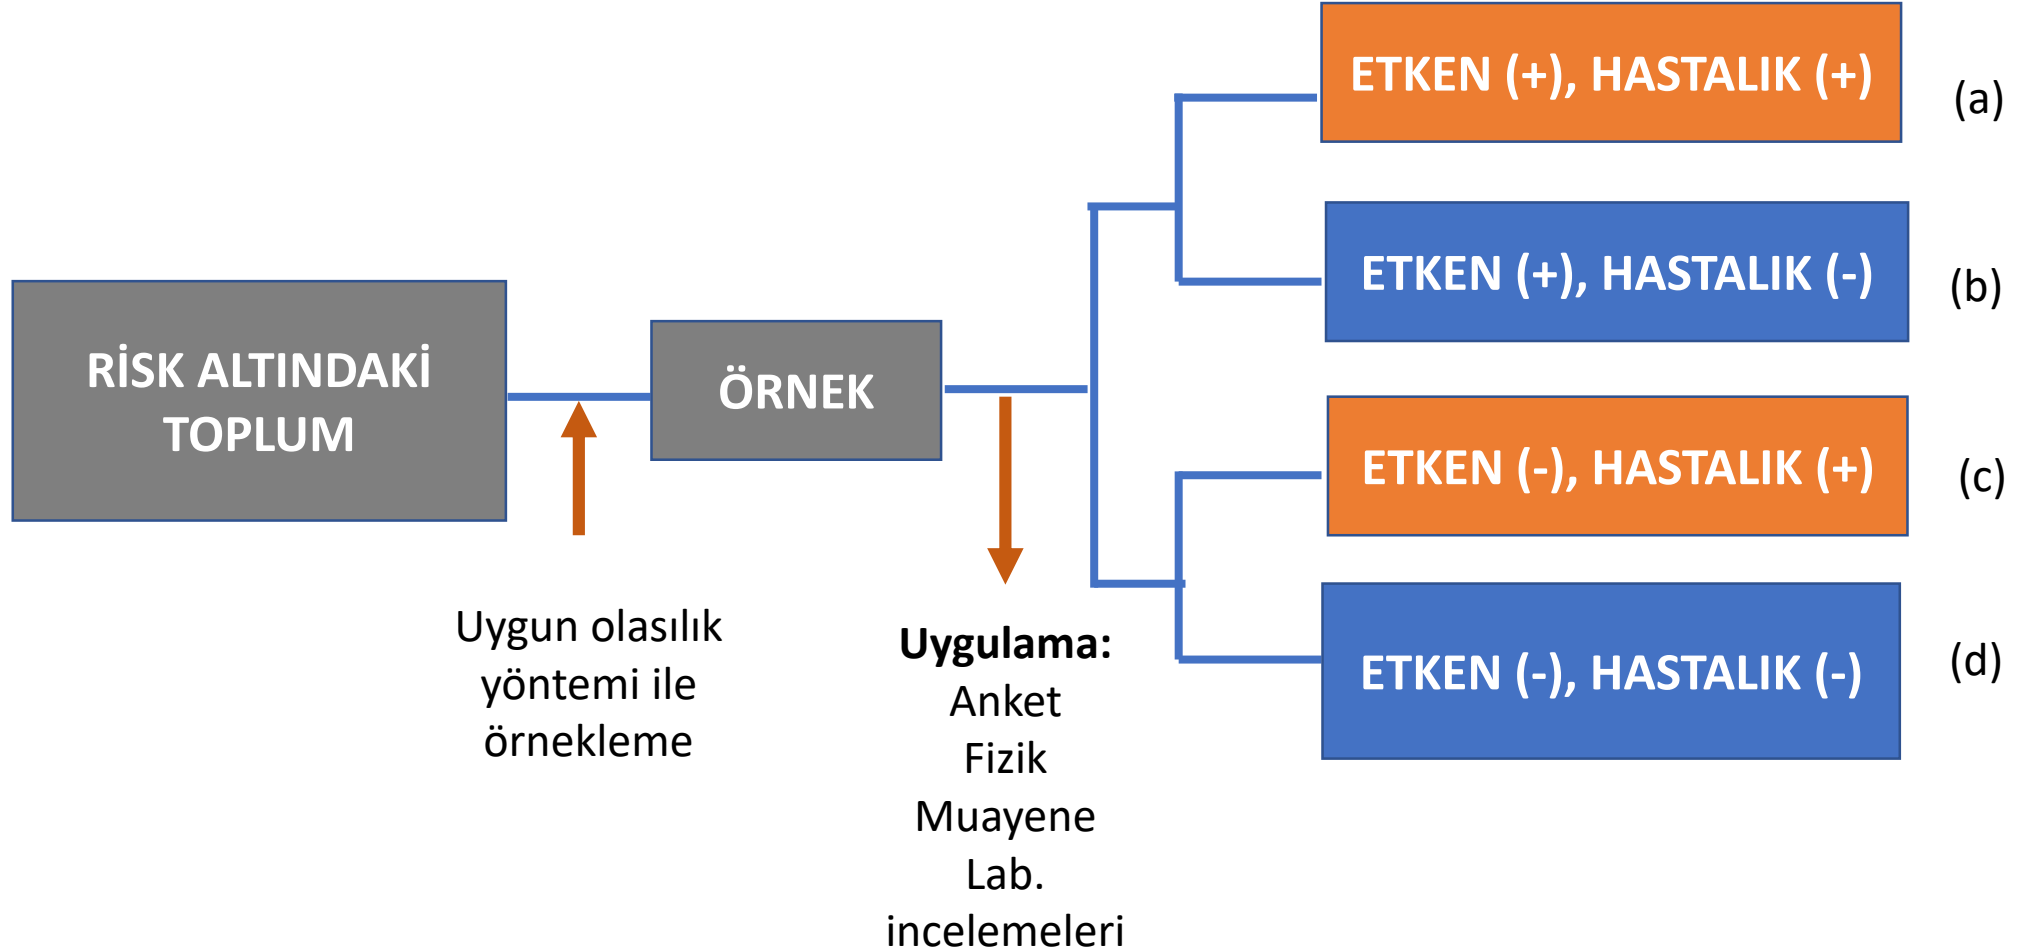 RİSK ALTINDAKİ
TOPLUM
ÖRNEK
Uygun olasılık
yöntemi ile
örnekleme
Uygulama:
Anket
Fizik
Muayene
Lab.
incelemeleri
ETKEN (+), HASTALIK (+)
(a)
ETKEN (+), HASTALIK (-)
(b)
ETKEN (-), HASTALIK (+)
(c)
ETKEN (-), HASTALIK (-)
(d)